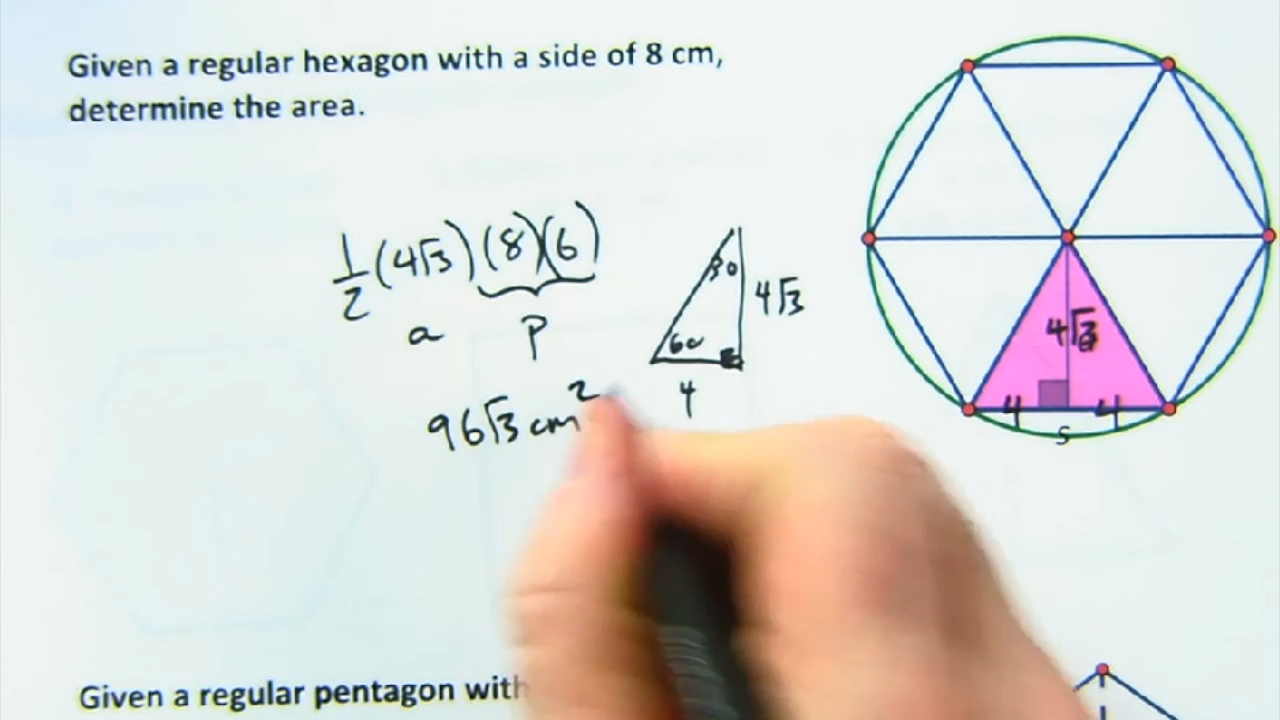 Given a regular hexagon with a side of 8 cm,
determine the area.
1/2 (4√3)(8)(6)
a p
96√3 cm²
30
60
4√3
4
4√3
4 4
s
Given a regular pentagon with